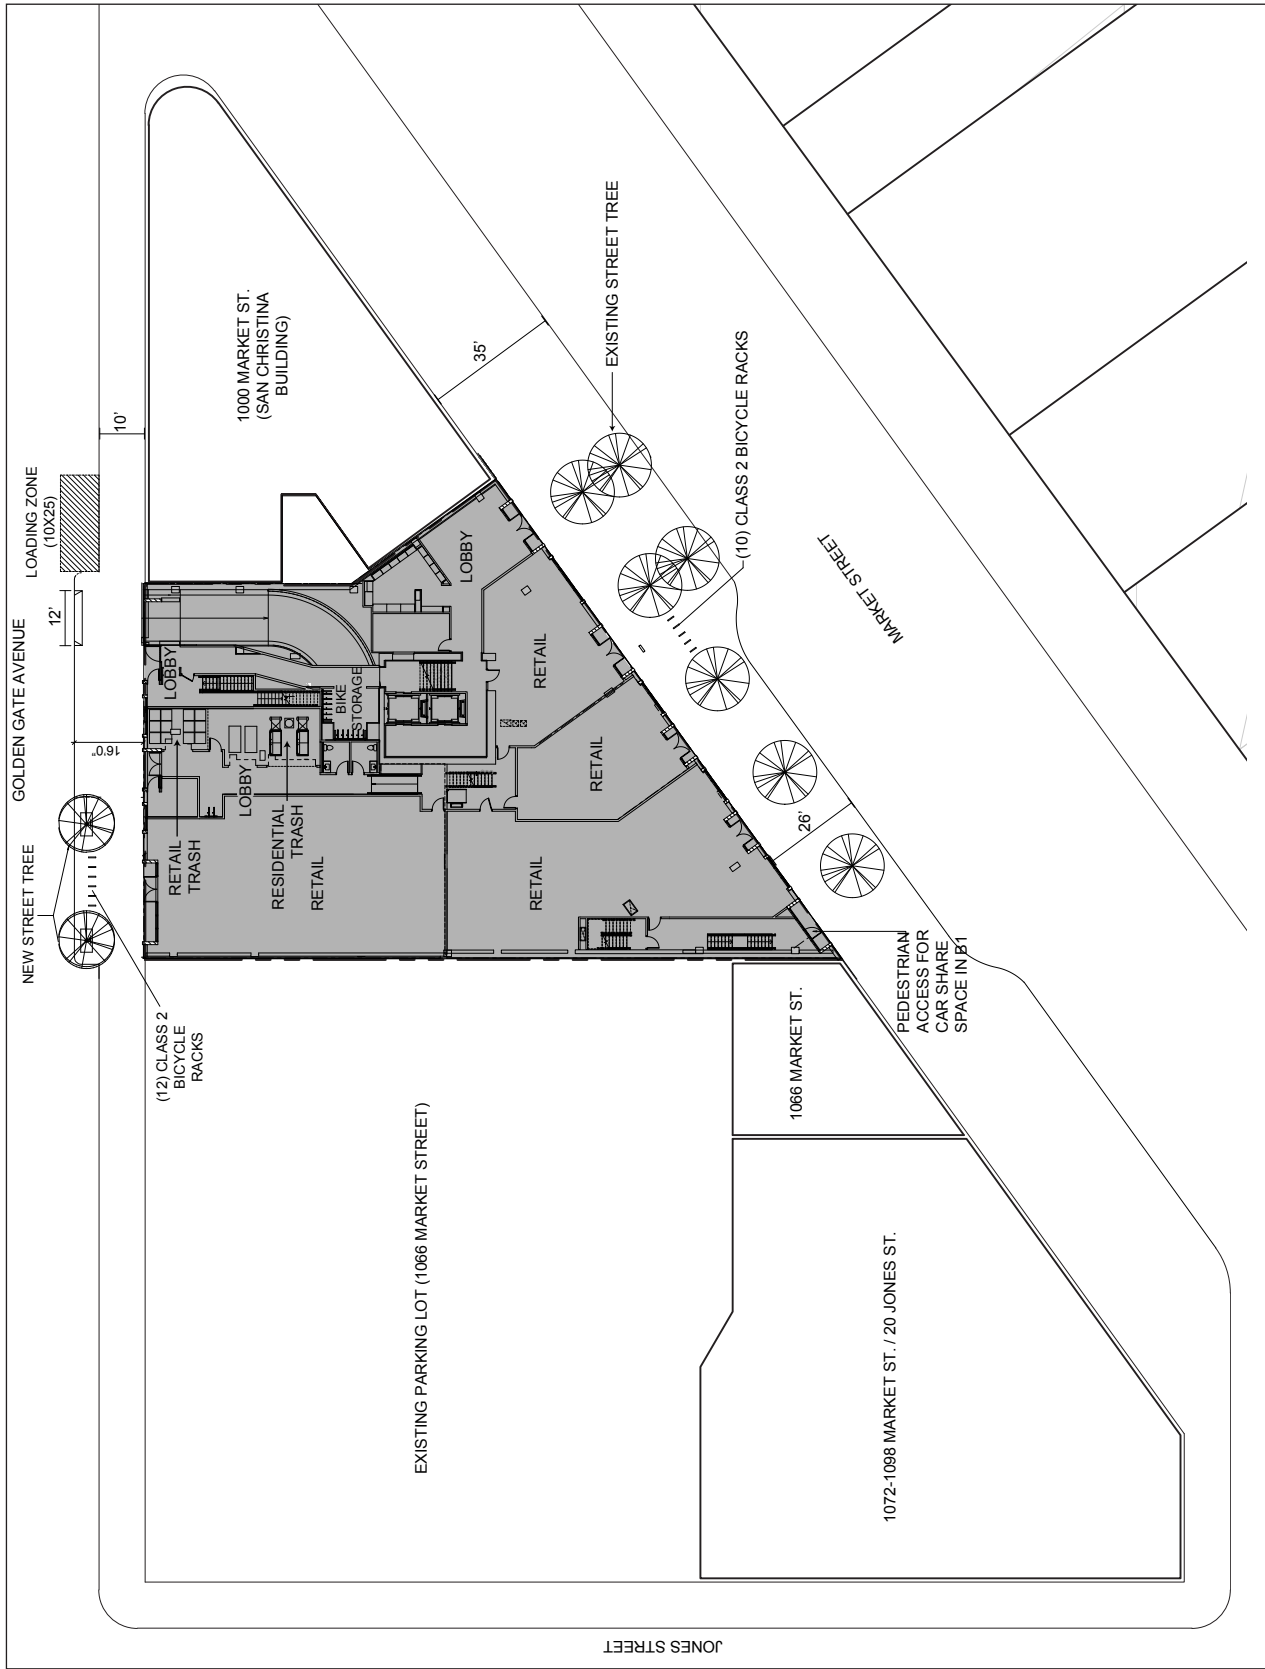 GOLDEN GATE AVENUE
NEW STREET TREE
LOADING ZONE
(10X25)
12'
10'
16'0"
(12) CLASS 2
BICYCLE
RACKS
1000 MARKET ST.
(SAN CHRISTINA
BUILDING)
LOBBY
RETAIL
TRASH
LOBBY
RESIDENTIAL
TRASH
RETAIL
BIKE
STORAGE
LOBBY
RETAIL
RETAIL
RETAIL
35'
EXISTING STREET TREE
(10) CLASS 2 BICYCLE RACKS
26'
MARKET STREET
PEDESTRIAN
ACCESS FOR
CAR SHARE
SPACE IN B1
1066 MARKET ST.
EXISTING PARKING LOT (1066 MARKET STREET)
1072-1098 MARKET ST. / 20 JONES ST.
JONES STREET